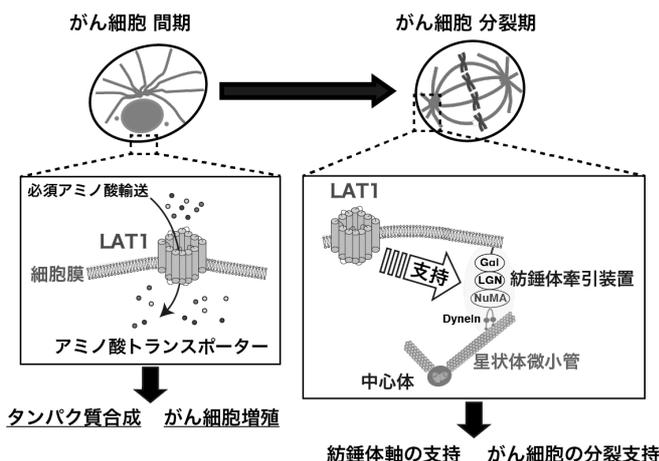 がん細胞 間期
がん細胞 分裂期
必須アミノ酸輸送
LAT1
細胞膜
アミノ酸トランスポーター
タンパク質合成 がん細胞増殖
LAT1
支持
Gαi
LGN
NuMA
紡錘体牽引装置
Dynein
星状体微小管
中心体
紡錘体軸の支持 がん細胞の分裂支持